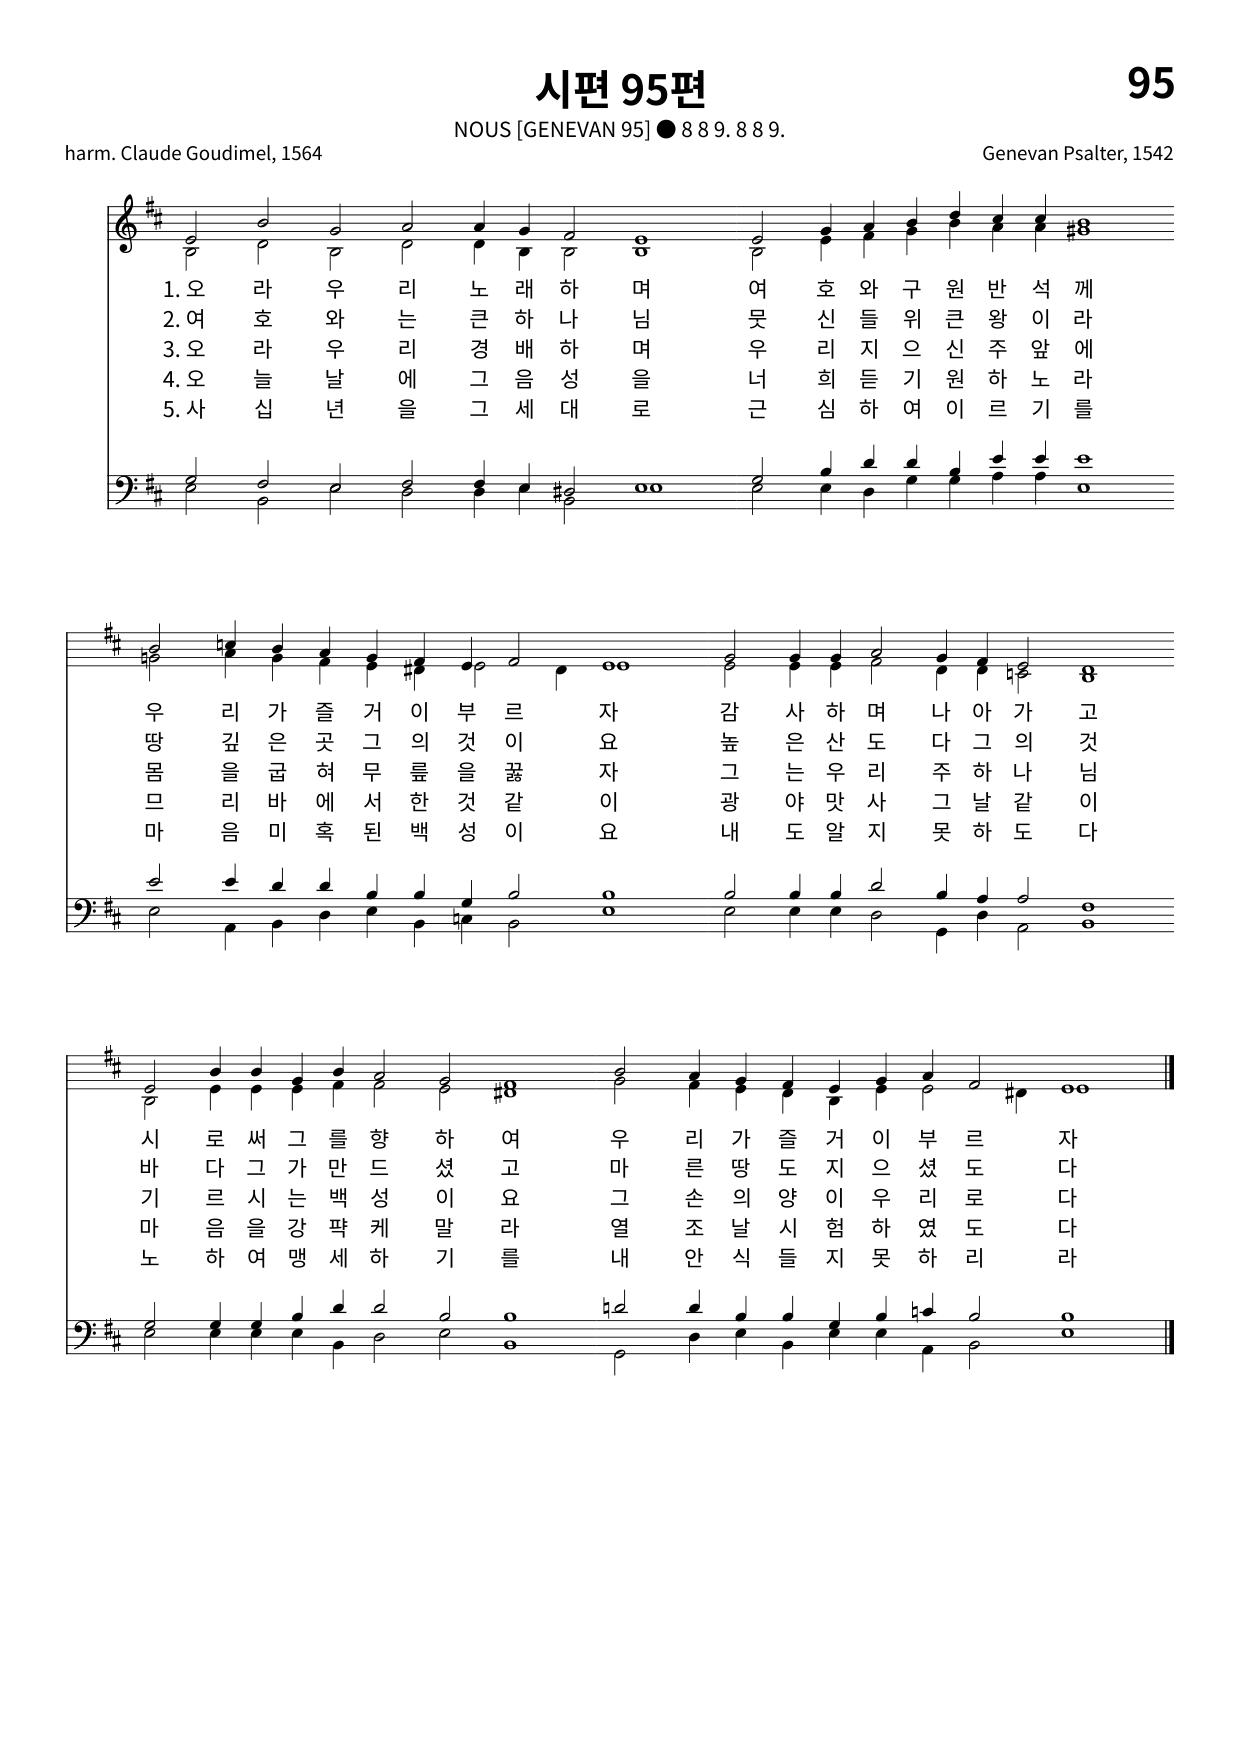 시편 95편
95
NOUS [GENEVAN 95] ● 8 8 9. 8 8 9.
harm. Claude Goudimel, 1564
Genevan Psalter, 1542
1. 오 라 우 리 노 래 하 며 여 호 와 구 원 반 석 께
2. 여 호 와 는 큰 하 나 님 뭇 신 들 위 큰 왕 이 라
3. 오 라 우 리 경 배 하 며 우 리 지 으 신 주 앞 에
4. 오 늘 날 에 그 음 성 을 너 희 듣 기 원 하 노 라
5. 사 십 년 을 그 세 대 로 근 심 하 여 이 르 기 를
우 리 가 즐 거 이 부 르 자 감 사 하 며 나 아 가 고
땅 깊 은 곳 그 의 것 이 요 높 은 산 도 다 그 의 것
몸 을 굽 혀 무 릎 을 꿇 자 그 는 우 리 주 하 나 님
므 리 바 에 서 한 것 같 이 광 야 맛 사 그 날 같 이
마 음 미 혹 된 백 성 이 요 내 도 알 지 못 하 도 다
시 로 써 그 를 향 하 여 우 리 가 즐 거 이 부 르 자
바 다 그 가 만 드 셨 고 마 른 땅 도 지 으 셨 도 다
기 르 시 는 백 성 이 요 그 손 의 양 이 우 리 로 다
마 음 을 강 퍅 케 말 라 열 조 날 시 험 하 였 도 다
노 하 여 맹 세 하 기 를 내 안 식 들 지 못 하 리 라